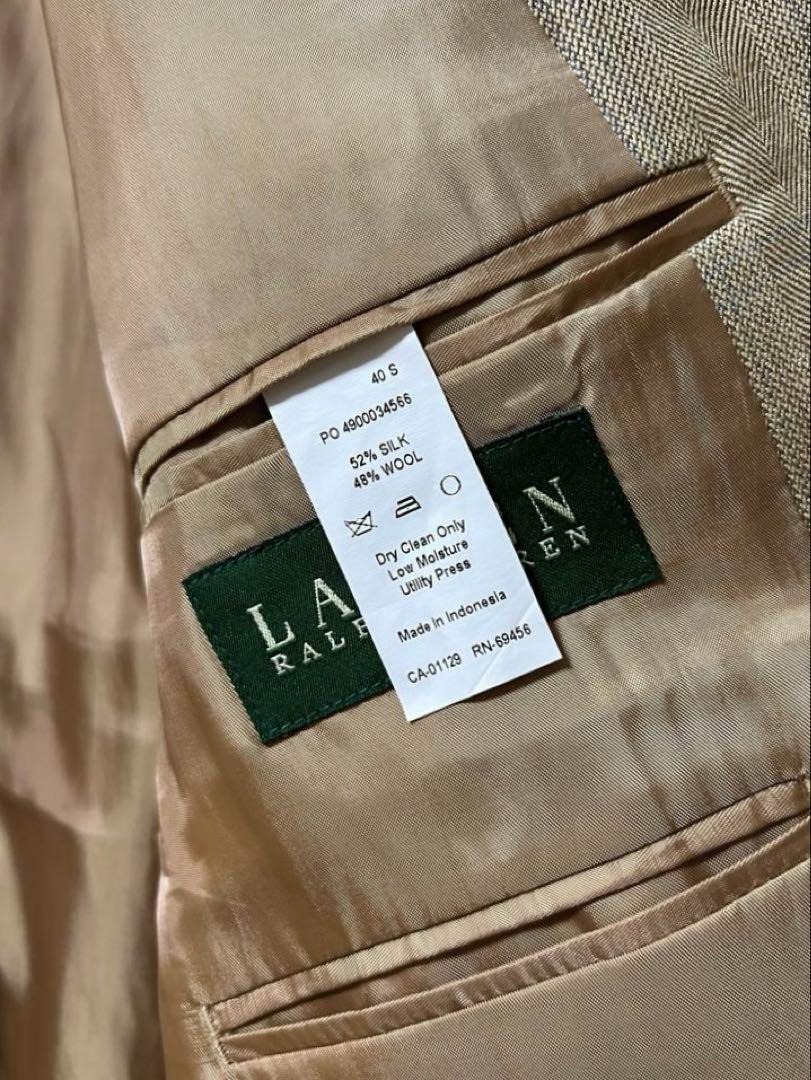 40 S
PO 4900034566
52% SILK
48% WOOL
Dry Clean Only
Low Moisture
Utility Press
Made in Indonesia
CA-01129 RN-69456